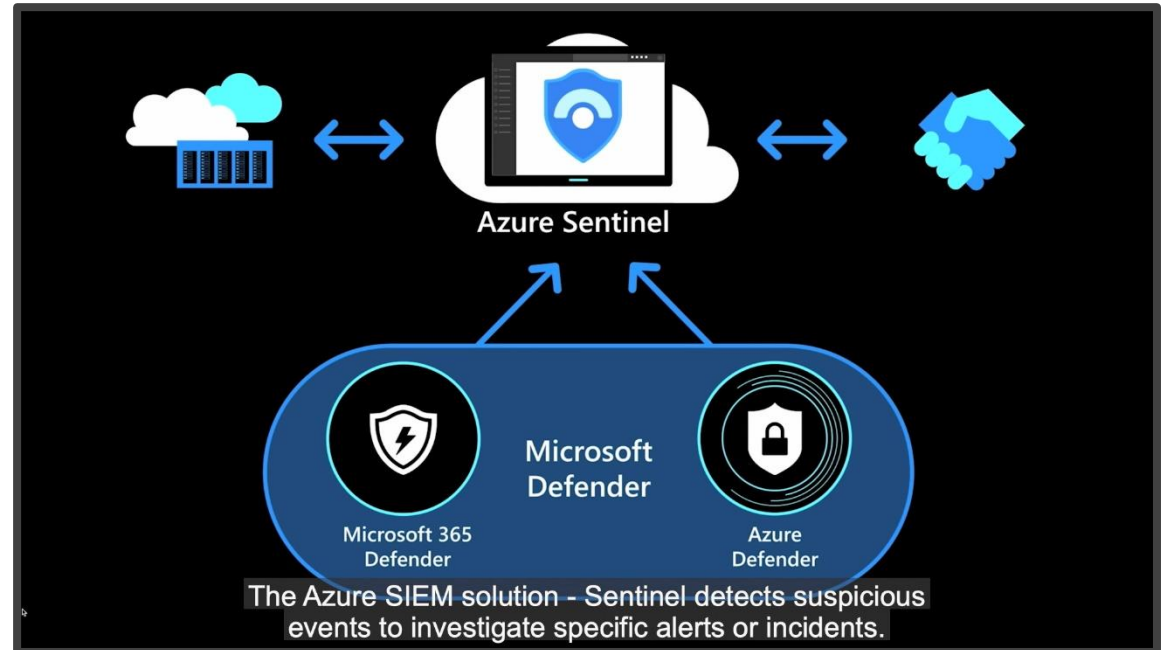 Azure Sentinel
Microsoft
Defender
Microsoft 365
Defender
Azure
Defender
The Azure SIEM solution - Sentinel detects suspicious
events to investigate specific alerts or incidents.